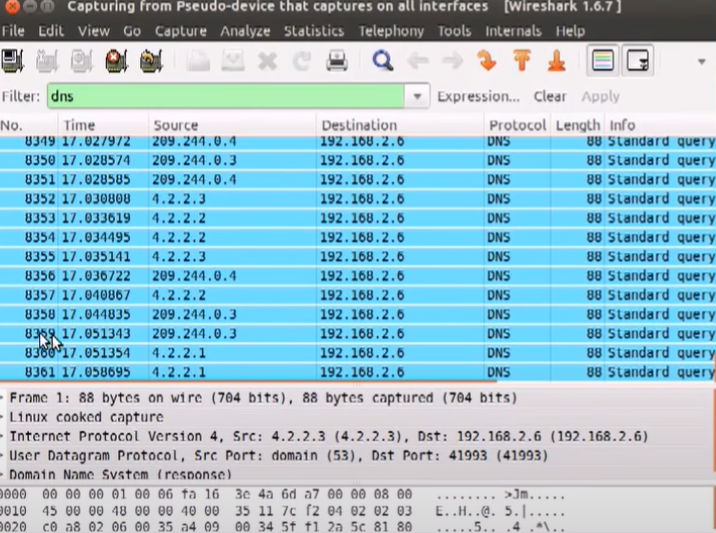 Capturing from Pseudo-device that captures on all interfaces [Wireshark 1.6.7 ]
File Edit View Go Capture Analyze Statistics Telephony Tools Internals Help
Filter: dns Expression... Clear Apply
No. Time Source Destination Protocol Length Info
8349 17.027972 209.244.0.4 192.168.2.6 DNS 88 Standard query
8350 17.028574 209.244.0.3 192.168.2.6 DNS 88 Standard query
8351 17.028585 209.244.0.4 192.168.2.6 DNS 88 Standard query
8352 17.030808 4.2.2.3 192.168.2.6 DNS 88 Standard query
8353 17.033619 4.2.2.2 192.168.2.6 DNS 88 Standard query
8354 17.034495 4.2.2.2 192.168.2.6 DNS 88 Standard query
8355 17.035141 4.2.2.3 192.168.2.6 DNS 88 Standard query
8356 17.036722 209.244.0.4 192.168.2.6 DNS 88 Standard query
8357 17.040867 4.2.2.2 192.168.2.6 DNS 88 Standard query
8358 17.044835 209.244.0.3 192.168.2.6 DNS 88 Standard query
8359 17.051343 209.244.0.3 192.168.2.6 DNS 88 Standard query
8360 17.051354 4.2.2.1 192.168.2.6 DNS 88 Standard query
8361 17.058695 4.2.2.1 192.168.2.6 DNS 88 Standard query
Frame 1: 88 bytes on wire (704 bits), 88 bytes captured (704 bits)
Linux cooked capture
Internet Protocol Version 4, Src: 4.2.2.3 (4.2.2.3), Dst: 192.168.2.6 (192.168.2.6)
User Datagram Protocol, Src Port: domain (53), Dst Port: 41993 (41993)
Domain Name System (response)
0000 00 00 00 01 00 06 fa 16 3e 4a 6d a7 00 00 08 00 ........ >Jm.....
0010 45 00 00 48 00 00 40 00 35 11 7c f2 04 02 02 03 E..H..@. 5.|.....
0020 c0 a8 02 06 00 35 a4 09 00 34 5f f1 2a 5c 81 80 .....5.. .4_.*\..